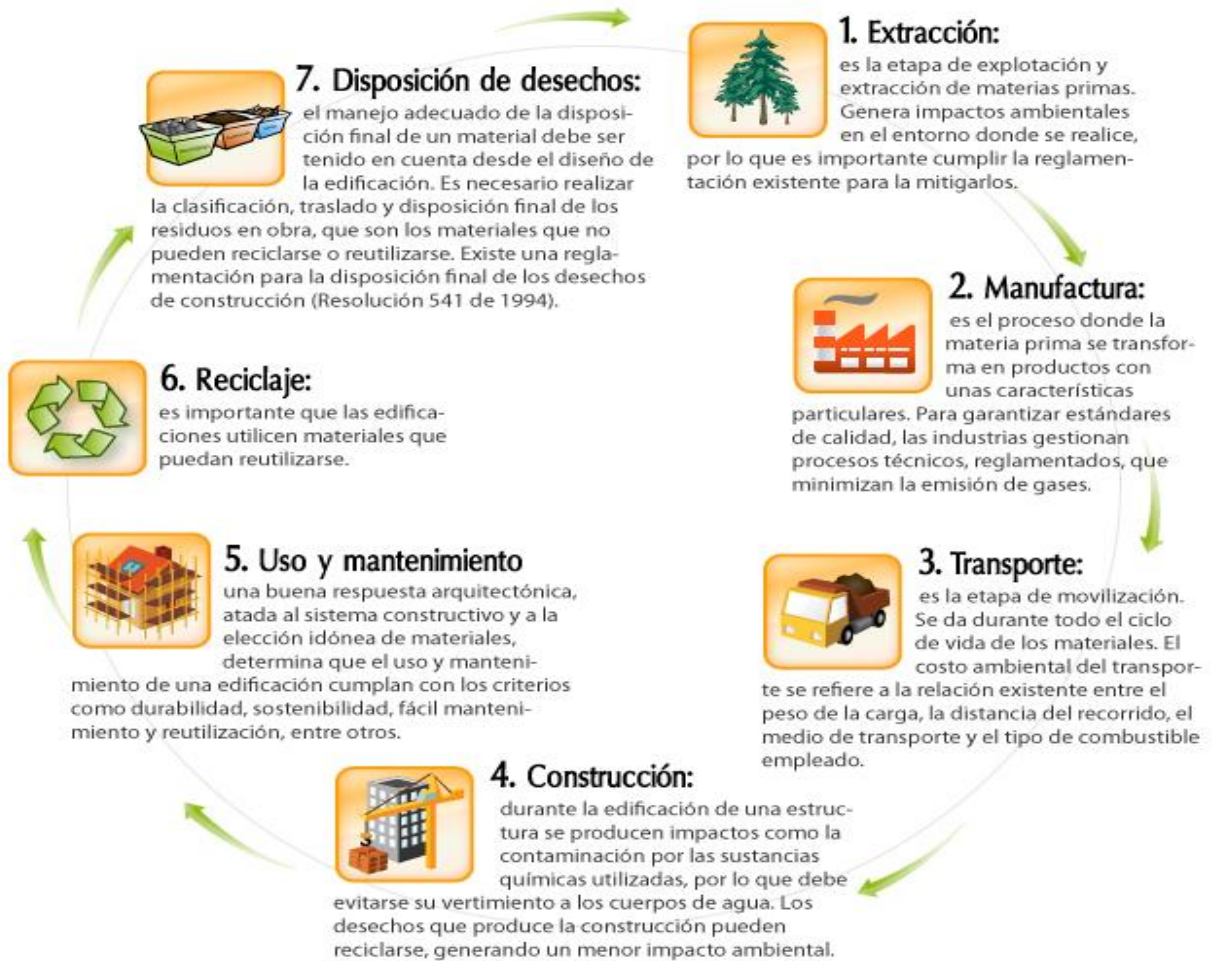 1. Extracción:
es la etapa de explotación y
extracción de materias primas.
Genera impactos ambientales
en el entorno donde se realice,
por lo que es importante cumplir la reglamen-
tación existente para la mitigarlos.
2. Manufactura:
es el proceso donde la
materia prima se transfor-
ma en productos con
unas características
particulares. Para garantizar estándares
de calidad, las industrias gestionan
procesos técnicos, reglamentados, que
minimizan la emisión de gases.
3. Transporte:
es la etapa de movilización.
Se da durante todo el ciclo
de vida de los materiales. El
costo ambiental del transpor-
te se refiere a la relación existente entre el
peso de la carga, la distancia del recorrido, el
medio de transporte y el tipo de combustible
empleado.
4. Construcción:
durante la edificación de una estruc-
tura se producen impactos como la
contaminación por las sustancias
químicas utilizadas, por lo que debe
evitarse su vertimiento a los cuerpos de agua. Los
desechos que produce la construcción pueden
reciclarse, generando un menor impacto ambiental.
5. Uso y mantenimiento
una buena respuesta arquitectónica,
atada al sistema constructivo y a la
elección idónea de materiales,
determina que el uso y manteni-
miento de una edificación cumplan con los criterios
como durabilidad, sostenibilidad, fácil manteni-
miento y reutilización, entre otros.
6. Reciclaje:
es importante que las edifica-
ciones utilicen materiales que
puedan reutilizarse.
7. Disposición de desechos:
el manejo adecuado de la disposi-
ción final de un material debe ser
tenido en cuenta desde el diseño de
la edificación. Es necesario realizar
la clasificación, traslado y disposición final de los
residuos en obra, que son los materiales que no
pueden reciclarse o reutilizarse. Existe una regla-
mentación para la disposición final de los desechos
de construcción (Resolución 541 de 1994).